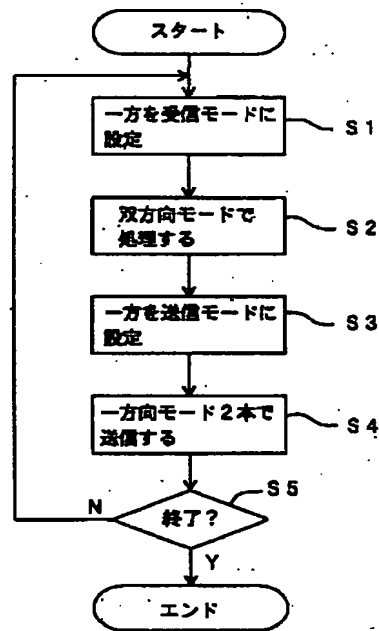 スタート
一方を受信モードに
設定
S1
双方向モードで
処理する
S2
一方を送信モードに
設定
S3
一方向モード2本で
送信する
S4
S5
終了?
N
Y
エンド